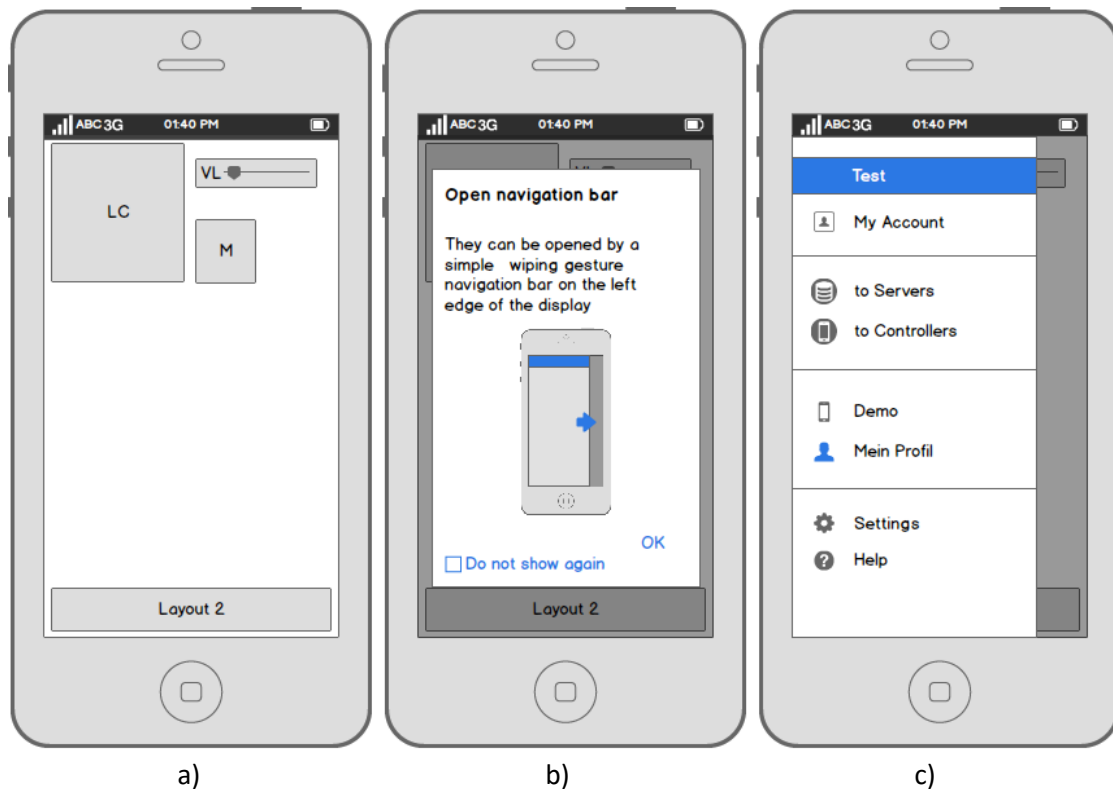 ABC 3G 01:40 PM
LC
VL
M
Layout 2
a)
ABC 3G 01:40 PM
Open navigation bar
They can be opened by a
simple wiping gesture
navigation bar on the left
edge of the display
OK
Do not show again
Layout 2
b)
ABC 3G 01:40 PM
Test
My Account
to Servers
to Controllers
Demo
Mein Profil
Settings
? Help
c)